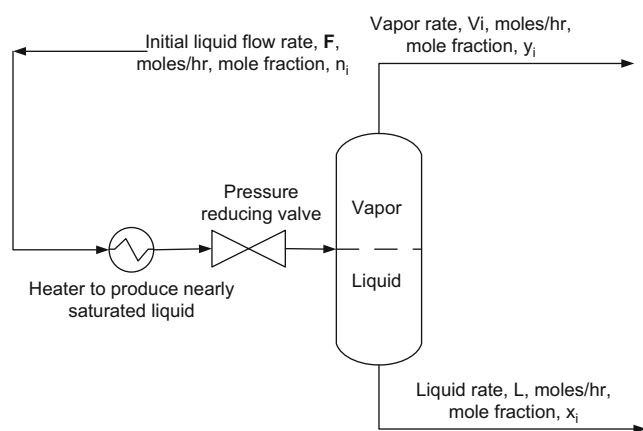 Initial liquid flow rate, F,
moles/hr, mole fraction, nᵢ
Vapor rate, Vi, moles/hr,
mole fraction, yᵢ
Pressure
reducing valve
Vapor
Liquid
Heater to produce nearly
saturated liquid
Liquid rate, L, moles/hr,
mole fraction, xᵢ